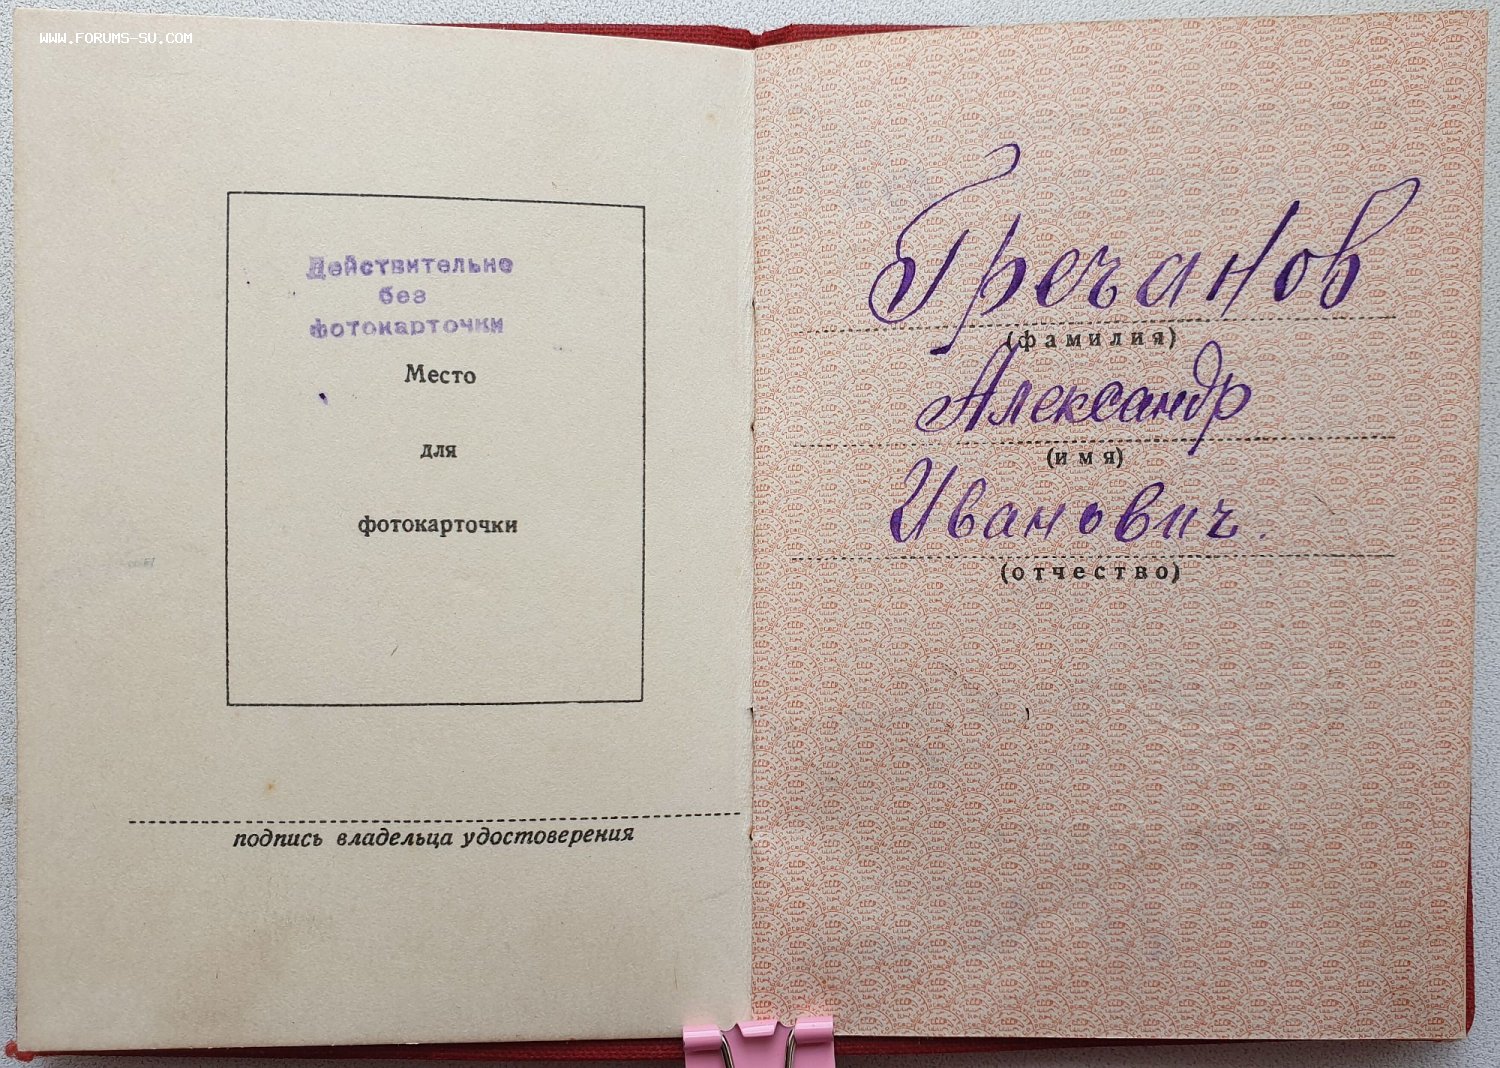 WWW.FORUMS-SU.COM
Действительно
без
фотокарточки
Место
для
фотокарточки
подпись владельца удостоверения
Гречанов
(фамилия)
Александр
(имя)
Иванович.
(отчество)